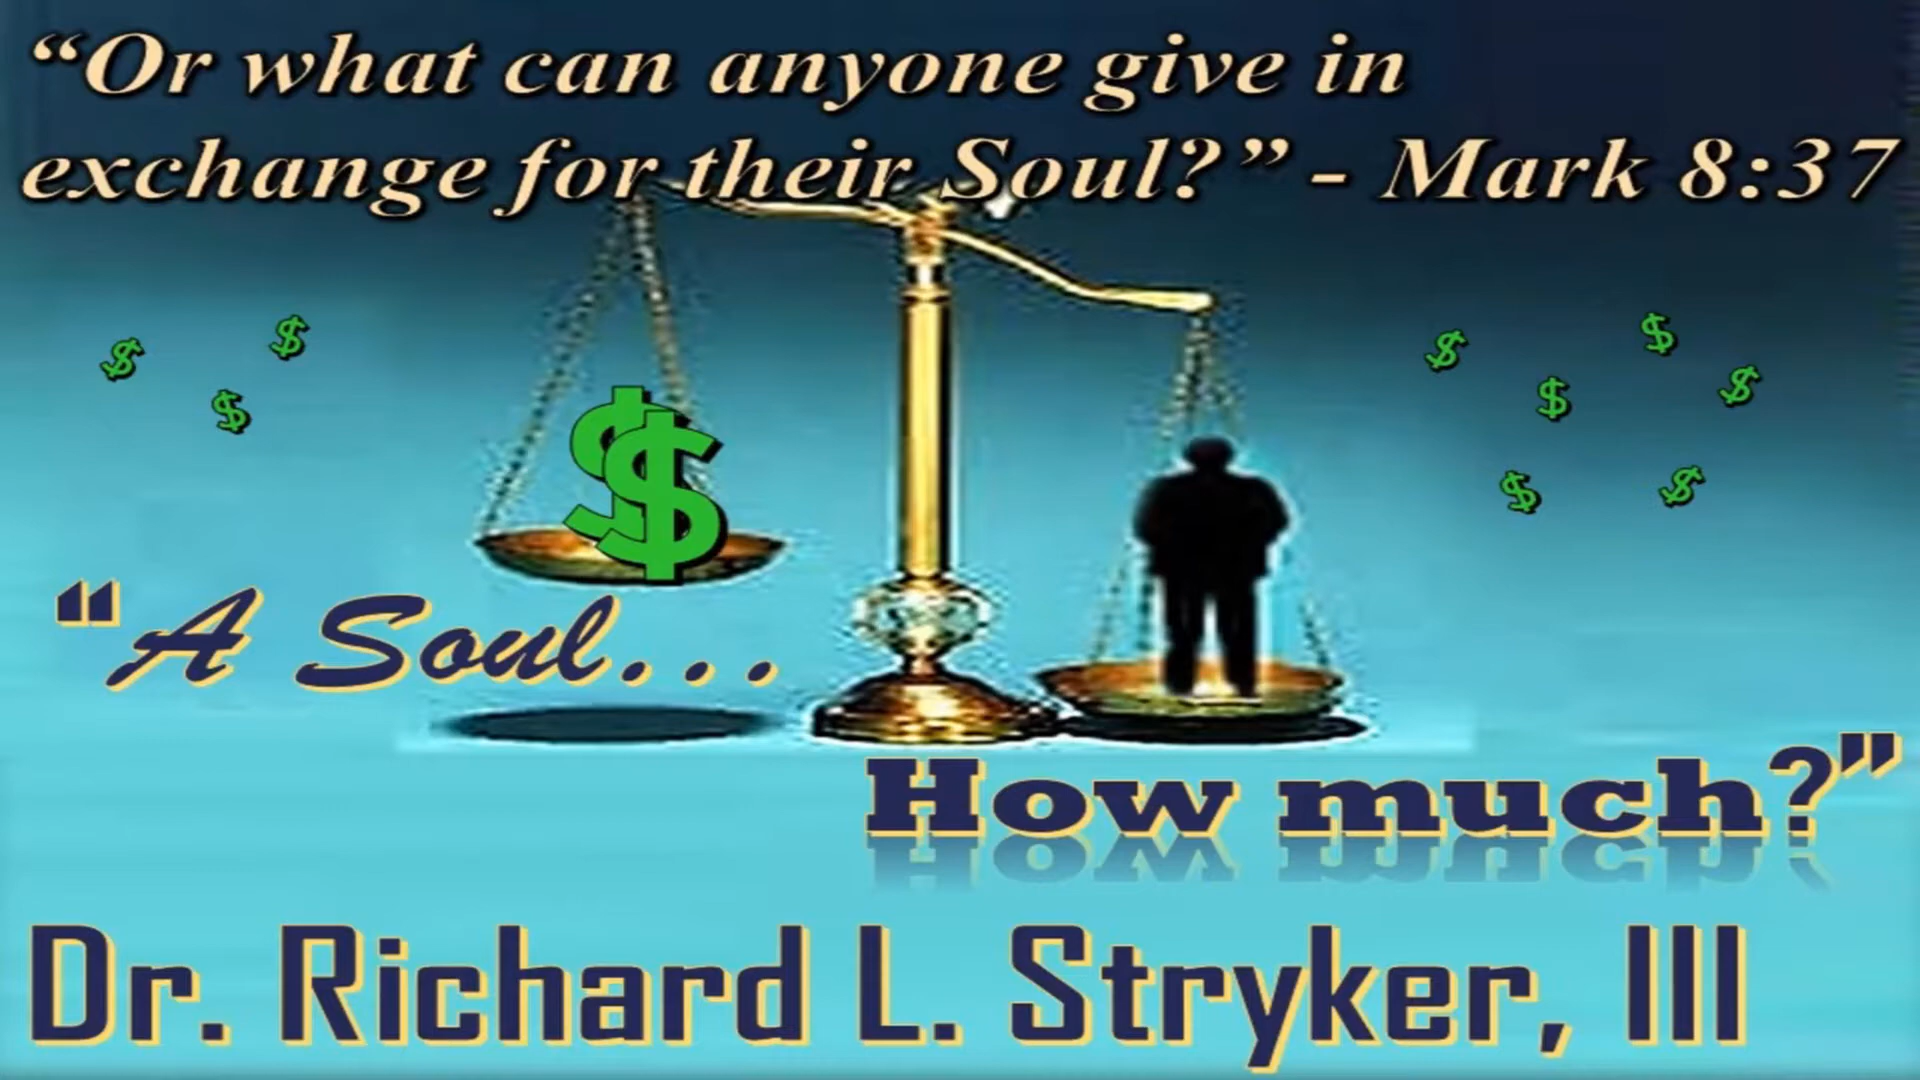 “Or what can anyone give in
exchange for their Soul?” - Mark 8:37
$ $ $ $ $ $ $ $ $
$ $
“A Soul...
How much?”
Dr. Richard L. Stryker, III